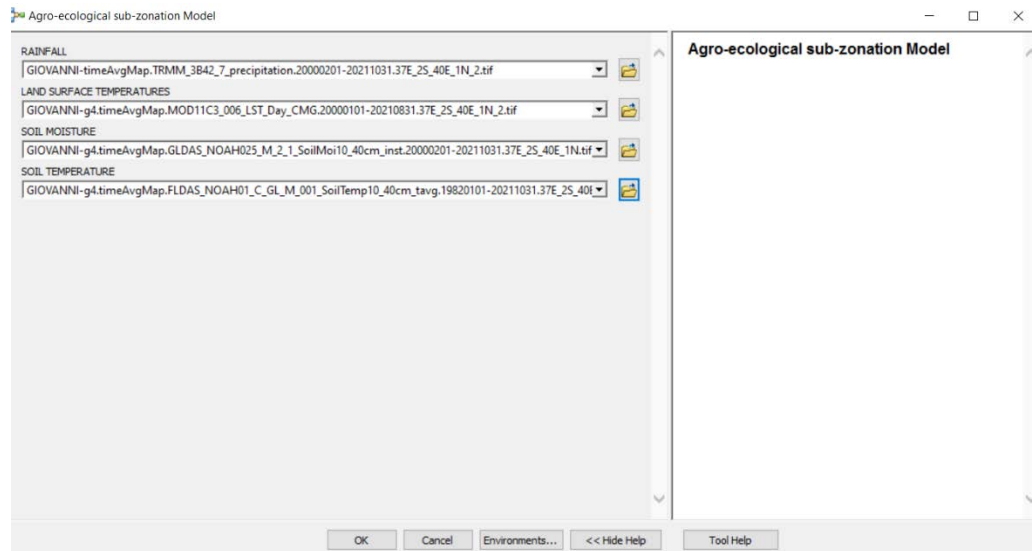 Agro-ecological sub-zonation Model
RAINFALL
GIOVANNI-timeAvgMap.TRMM_3B42_7_precipitation.20000201-20211031.37E_2S_40E_1N_2.tif
LAND SURFACE TEMPERATURES
GIOVANNI-g4.timeAvgMap.MOD11C3_006_LST_Day_CMG.20000101-20210831.37E_2S_40E_1N_2.tif
SOIL MOISTURE
GIOVANNI-g4.timeAvgMap.GLDAS_NOAH025_M_2_1_SoilMoi10_40cm_inst.20000201-20211031.37E_2S_40E_1N.tif
SOIL TEMPERATURE
GIOVANNI-g4.timeAvgMap.FLDAS_NOAH01_C_GL_M_001_SoilTemp10_40cm_tavg.19820101-20211031.37E_2S_40E
Agro-ecological sub-zonation Model
OK Cancel Environments... << Hide Help Tool Help